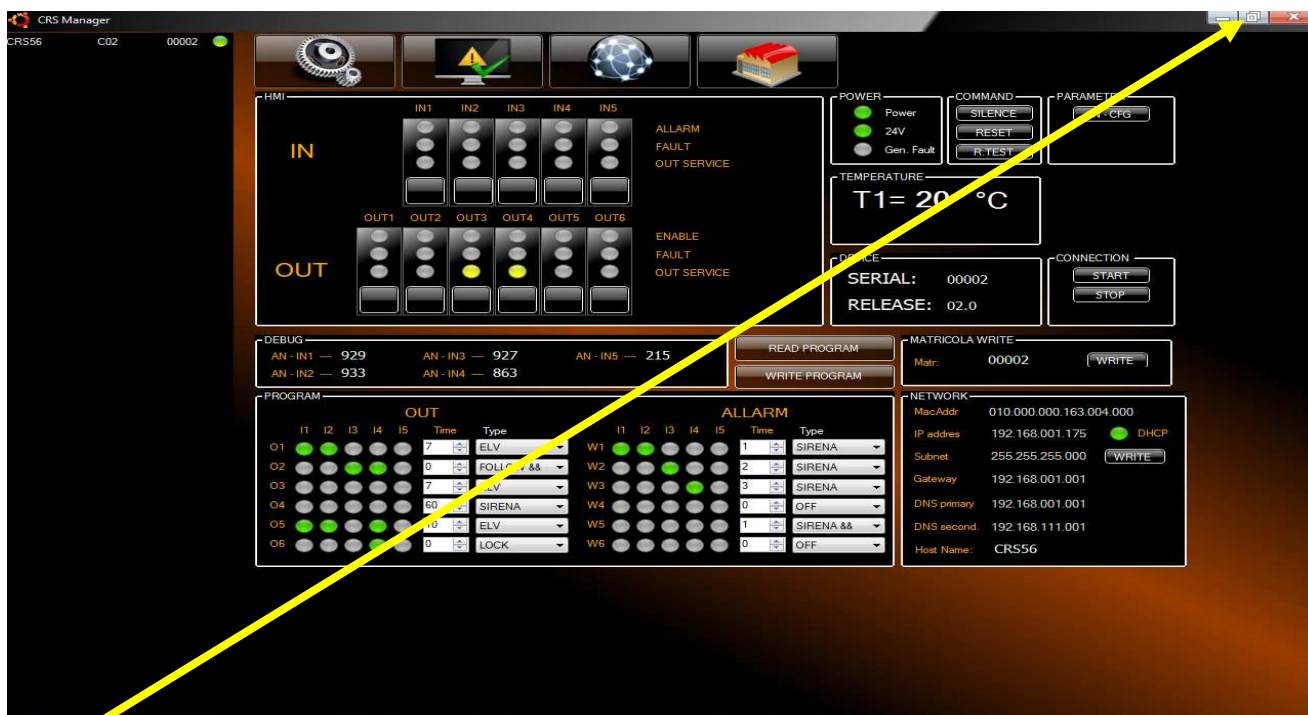 CRS Manager
CRS56 C02 00002
HMI
IN1 IN2 IN3 IN4 IN5
IN
ALLARM
FAULT
OUT SERVICE
OUT1 OUT2 OUT3 OUT4 OUT5 OUT6
OUT
ENABLE
FAULT
OUT SERVICE
POWER
Power
24V
Gen. Fault
COMMAND
SILENCE
RESET
R.TEST
CFG
TEMPERATURE
T1= 20 °C
SERIAL: 00002
RELEASE: 02.0
CONNECTION
START
STOP
DEBUG
AN - IN1 --- 929 AN - IN3 --- 927 AN - IN5 --- 215
AN - IN2 --- 933 AN - IN4 --- 863
READ PROGRAM
WRITE PROGRAM
MATRICOLA WRITE
Matr: 00002 WRITE
PROGRAM
OUT
I1 I2 I3 I4 I5 Time Type
O1 7 ELV
O2 0 &&
O3 7 ELV
O4 60 SIRENA
O5 10 ELV
O6 0 LOCK
ALLARM
I1 I2 I3 I4 I5 Time Type
W1 1 SIRENA
W2 2 SIRENA
W3 3 SIRENA
W4 0 OFF
W5 1 SIRENA &&
W6 0 OFF
NETWORK
MacAddr 010.000.000.163.004.000
IP addres 192.168.001.175 DHCP
Subnet 255.255.255.000 WRITE
Gateway 192.168.001.001
DNS primary 192.168.001.001
DNS second. 192.168.111.001
Host Name: CRS56